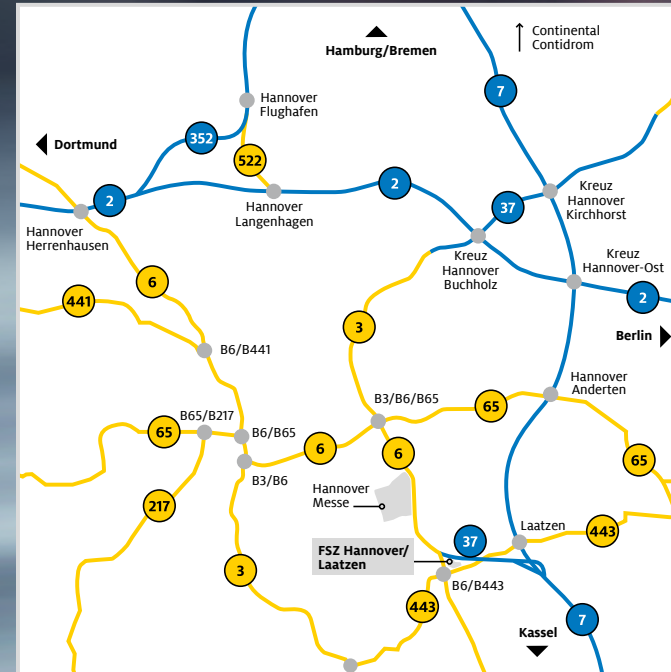 Continental
Contidrom
Hamburg/Bremen
7
Hannover
Flughafen
352
Dortmund
522
2
2
Hannover
Langenhagen
37
Kreuz
Hannover
Kirchhorst
Hannover
Herrenhausen
Kreuz
Hannover
Buchholz
Kreuz
Hannover-Ost
6
441
2
3
Berlin
B6/B441
Hannover
Anderten
B3/B6/B65
65
B65/B217
65
B6/B65
6
6
65
B3/B6
Hannover
Messe
217
Laatzen
443
37
FSZ Hannover/
Laatzen
3
B6/B443
443
7
Kassel